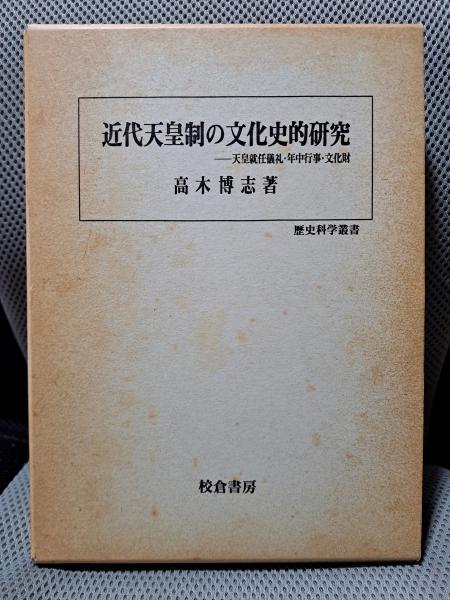 近代天皇制の文化史的研究
──天皇就任儀礼・年中行事・文化財
高木博志著
歴史科学叢書
校倉書房